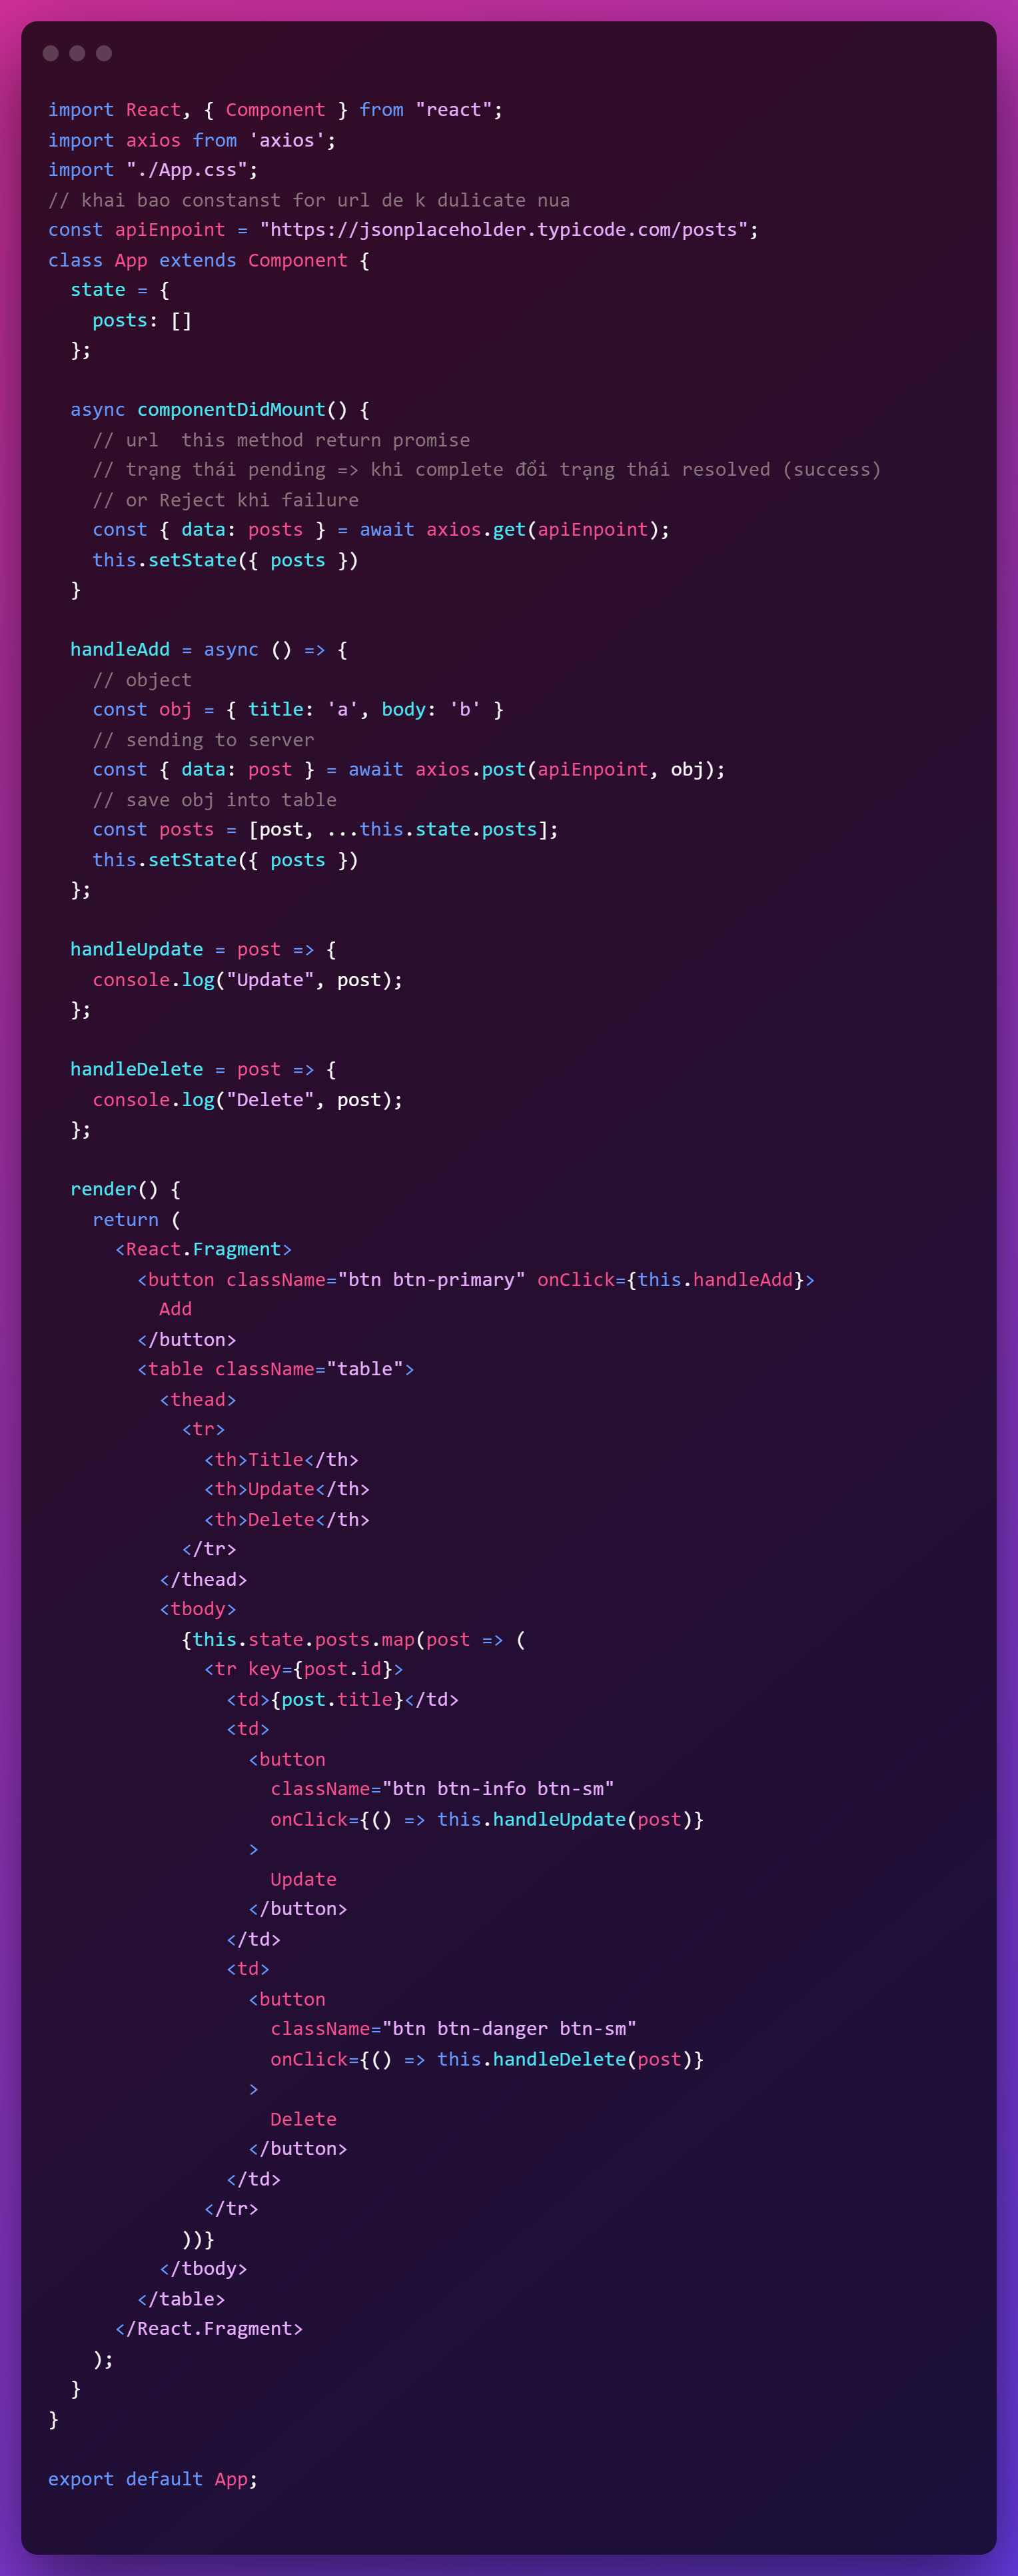 import React, { Component } from "react";
import axios from 'axios';
import "./App.css";
// khai bao constanst for url de k dulicate nua
const apiEnpoint = "https://jsonplaceholder.typicode.com/posts";
class App extends Component {
  state = {
    posts: []
  };

  async componentDidMount() {
    // url  this method return promise
    // trạng thái pending => khi complete đổi trạng thái resolved (success)
    // or Reject khi failure
    const { data: posts } = await axios.get(apiEnpoint);
    this.setState({ posts })
  }

  handleAdd = async () => {
    // object
    const obj = { title: 'a', body: 'b' }
    // sending to server
    const { data: post } = await axios.post(apiEnpoint, obj);
    // save obj into table
    const posts = [post, ...this.state.posts];
    this.setState({ posts })
  };

  handleUpdate = post => {
    console.log("Update", post);
  };

  handleDelete = post => {
    console.log("Delete", post);
  };

  render() {
    return (
      <React.Fragment>
        <button className="btn btn-primary" onClick={this.handleAdd}>
          Add
        </button>
        <table className="table">
          <thead>
            <tr>
              <th>Title</th>
              <th>Update</th>
              <th>Delete</th>
            </tr>
          </thead>
          <tbody>
            {this.state.posts.map(post => (
              <tr key={post.id}>
                <td>{post.title}</td>
                <td>
                  <button
                    className="btn btn-info btn-sm"
                    onClick={() => this.handleUpdate(post)}
                  >
                    Update
                  </button>
                </td>
                <td>
                  <button
                    className="btn btn-danger btn-sm"
                    onClick={() => this.handleDelete(post)}
                  >
                    Delete
                  </button>
                </td>
              </tr>
            ))}
          </tbody>
        </table>
      </React.Fragment>
    );
  }
}

export default App;